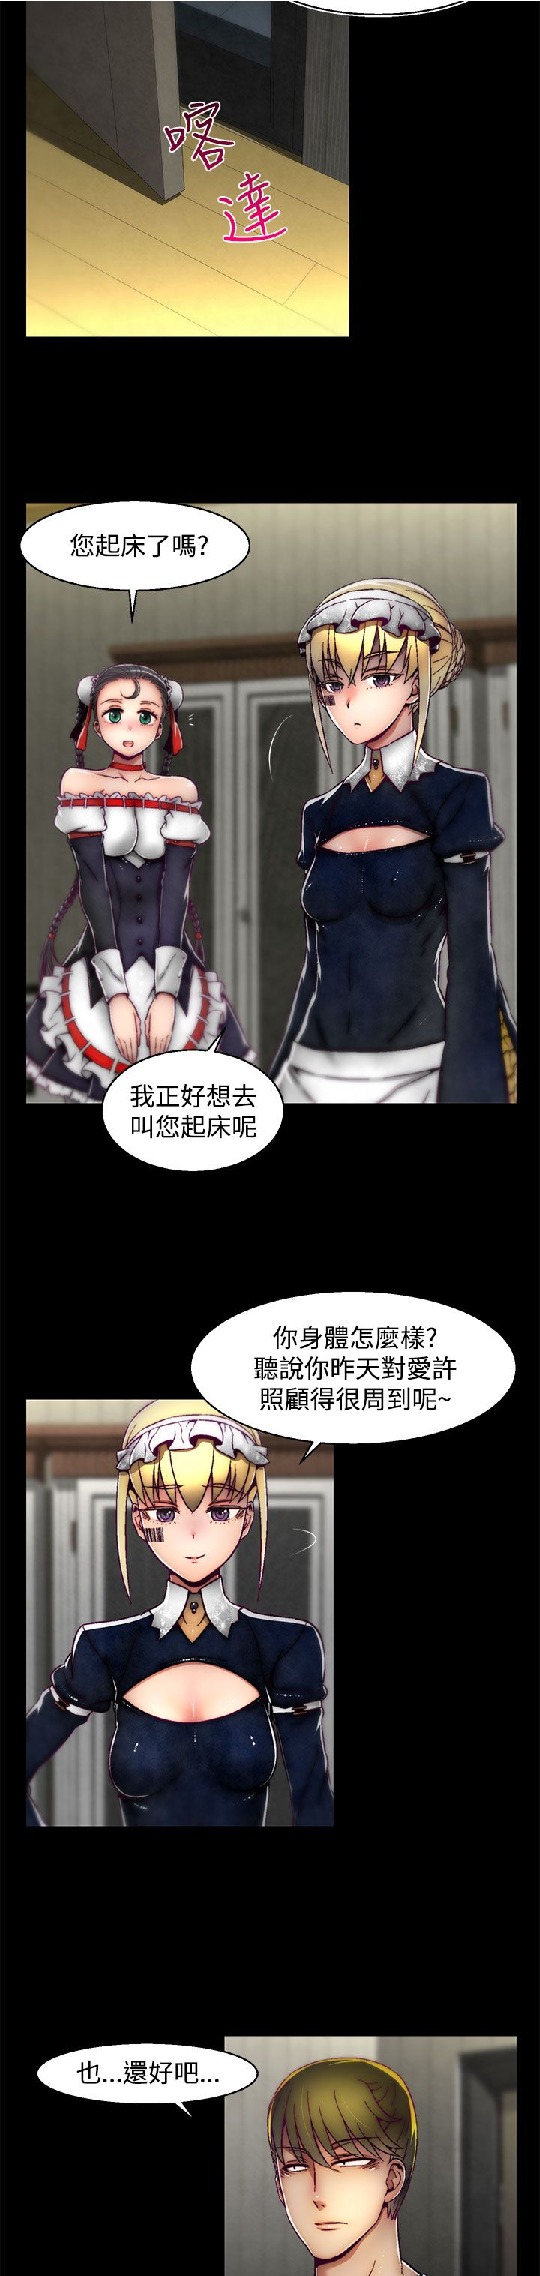 喀
達
您起床了嗎?
我正好想去
叫您起床呢
你身體怎麼樣?
聽說你昨天對愛許
照顧得很周到呢~
也...還好吧...